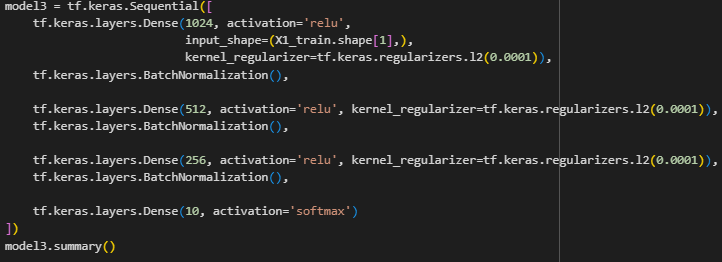 model3 = tf.keras.Sequential([
    tf.keras.layers.Dense(1024, activation='relu',
                          input_shape=(X1_train.shape[1],),
                          kernel_regularizer=tf.keras.regularizers.l2(0.0001)),
    tf.keras.layers.BatchNormalization(),
    tf.keras.layers.Dense(512, activation='relu', kernel_regularizer=tf.keras.regularizers.l2(0.0001)),
    tf.keras.layers.BatchNormalization(),
    tf.keras.layers.Dense(256, activation='relu', kernel_regularizer=tf.keras.regularizers.l2(0.0001)),
    tf.keras.layers.BatchNormalization(),
    tf.keras.layers.Dense(10, activation='softmax')
])
model3.summary()